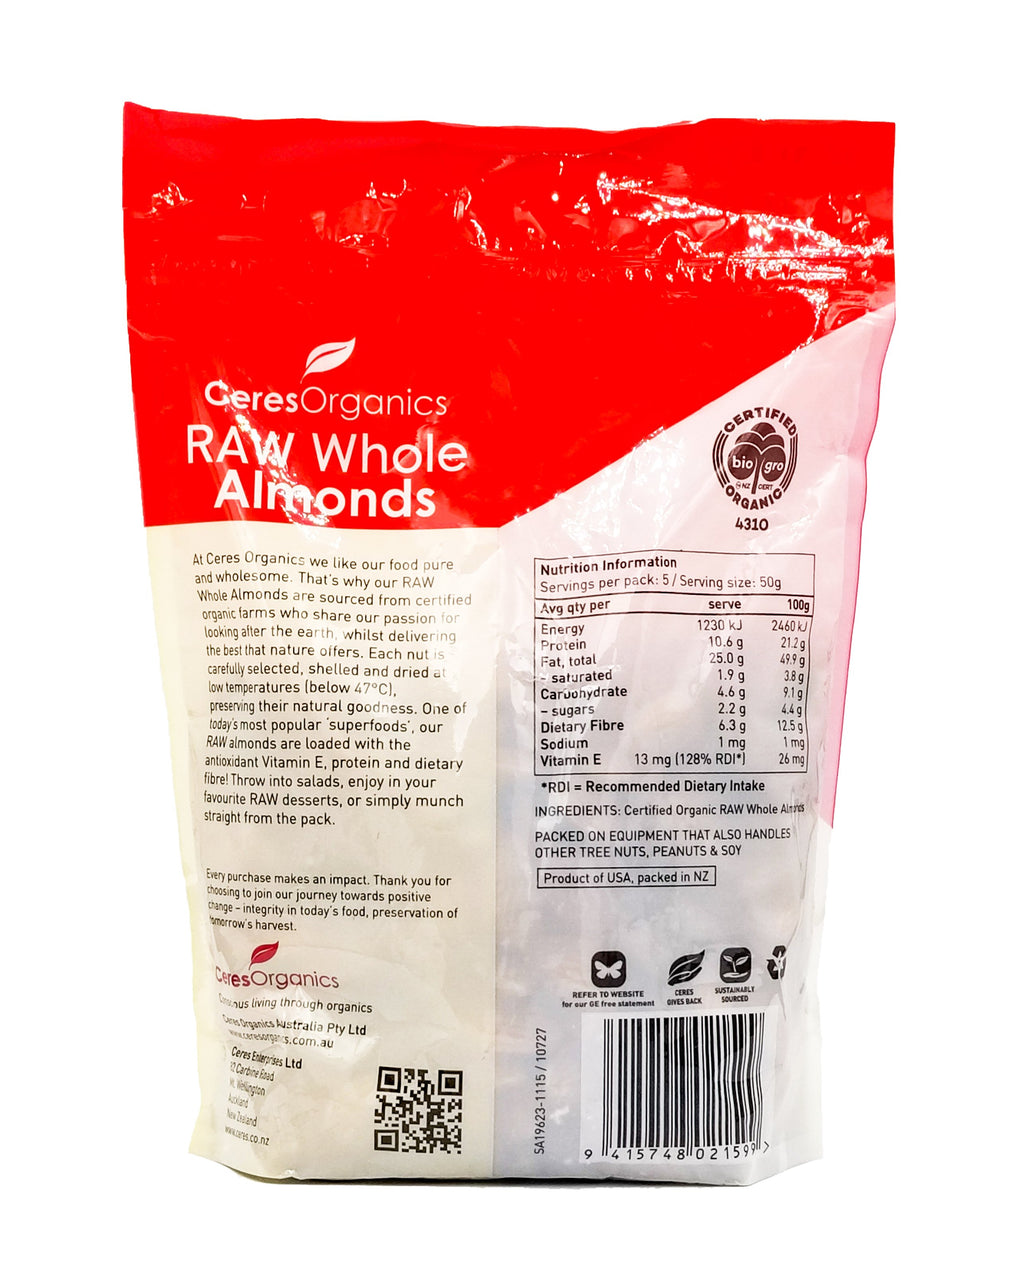 CeresOrganics
RAW Whole
Almonds
CERTIFIED
bio gro
NZ CERT
ORGANIC
4310
At Ceres Organics we like our food pure
and wholesome. That's why our RAW
Whole Almonds are sourced from certified
organic farms who share our passion for
looking after the earth, whilst delivering
the best that nature offers. Each nut is
carefully selected, shelled and dried at
low temperatures (below 47°C),
preserving their natural goodness. One of
today's most popular 'superfoods', our
RAW almonds are loaded with the
antioxidant Vitamin E, protein and dietary
fibre! Throw into salads, enjoy in your
favourite RAW desserts, or simply munch
straight from the pack.
Every purchase makes an impact. Thank you for
choosing to join our journey towards positive
change – integrity in today's food, preservation of
tomorrow's harvest.
CeresOrganics
Conscious living through organics
Ceres Organics Australia Pty Ltd
www.ceresorganics.com.au
Ceres Enterprises Ltd
82 Carbine Road
Mt. Wellington
Auckland
New Zealand
www.ceres.co.nz
Nutrition Information
Servings per pack: 5 / Serving size: 50g
Avg qty per serve 100g
Energy 1230 kJ 2460 kJ
Protein 10.6 g 21.2 g
Fat, total 25.0 g 49.9 g
– saturated 1.9 g 3.8 g
Carbohydrate 4.6 g 9.1 g
– sugars 2.2 g 4.4 g
Dietary Fibre 6.3 g 12.5 g
Sodium 1 mg 1 mg
Vitamin E 13 mg (128% RDI*) 26 mg
*RDI = Recommended Dietary Intake
INGREDIENTS: Certified Organic RAW Whole Almonds
PACKED ON EQUIPMENT THAT ALSO HANDLES
OTHER TREE NUTS, PEANUTS & SOY
Product of USA, packed in NZ
REFER TO WEBSITE
for our GE free statement
CERES
GIVES BACK
SUSTAINABLY
SOURCED
SA19623-1115 / 10727
9 415748 021599 >